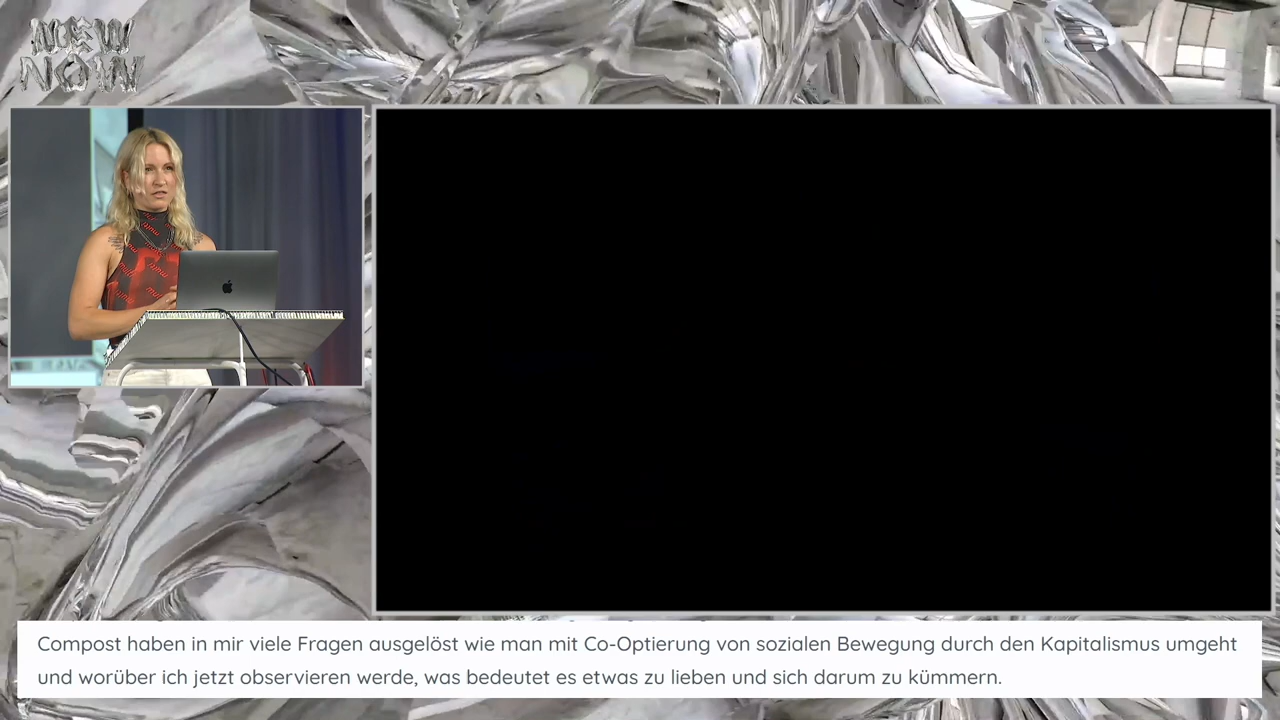 NEW
NOW
Compost haben in mir viele Fragen ausgelöst wie man mit Co-Optierung von sozialen Bewegung durch den Kapitalismus umgeht
und worüber ich jetzt observieren werde, was bedeutet es etwas zu lieben und sich darum zu kümmern.